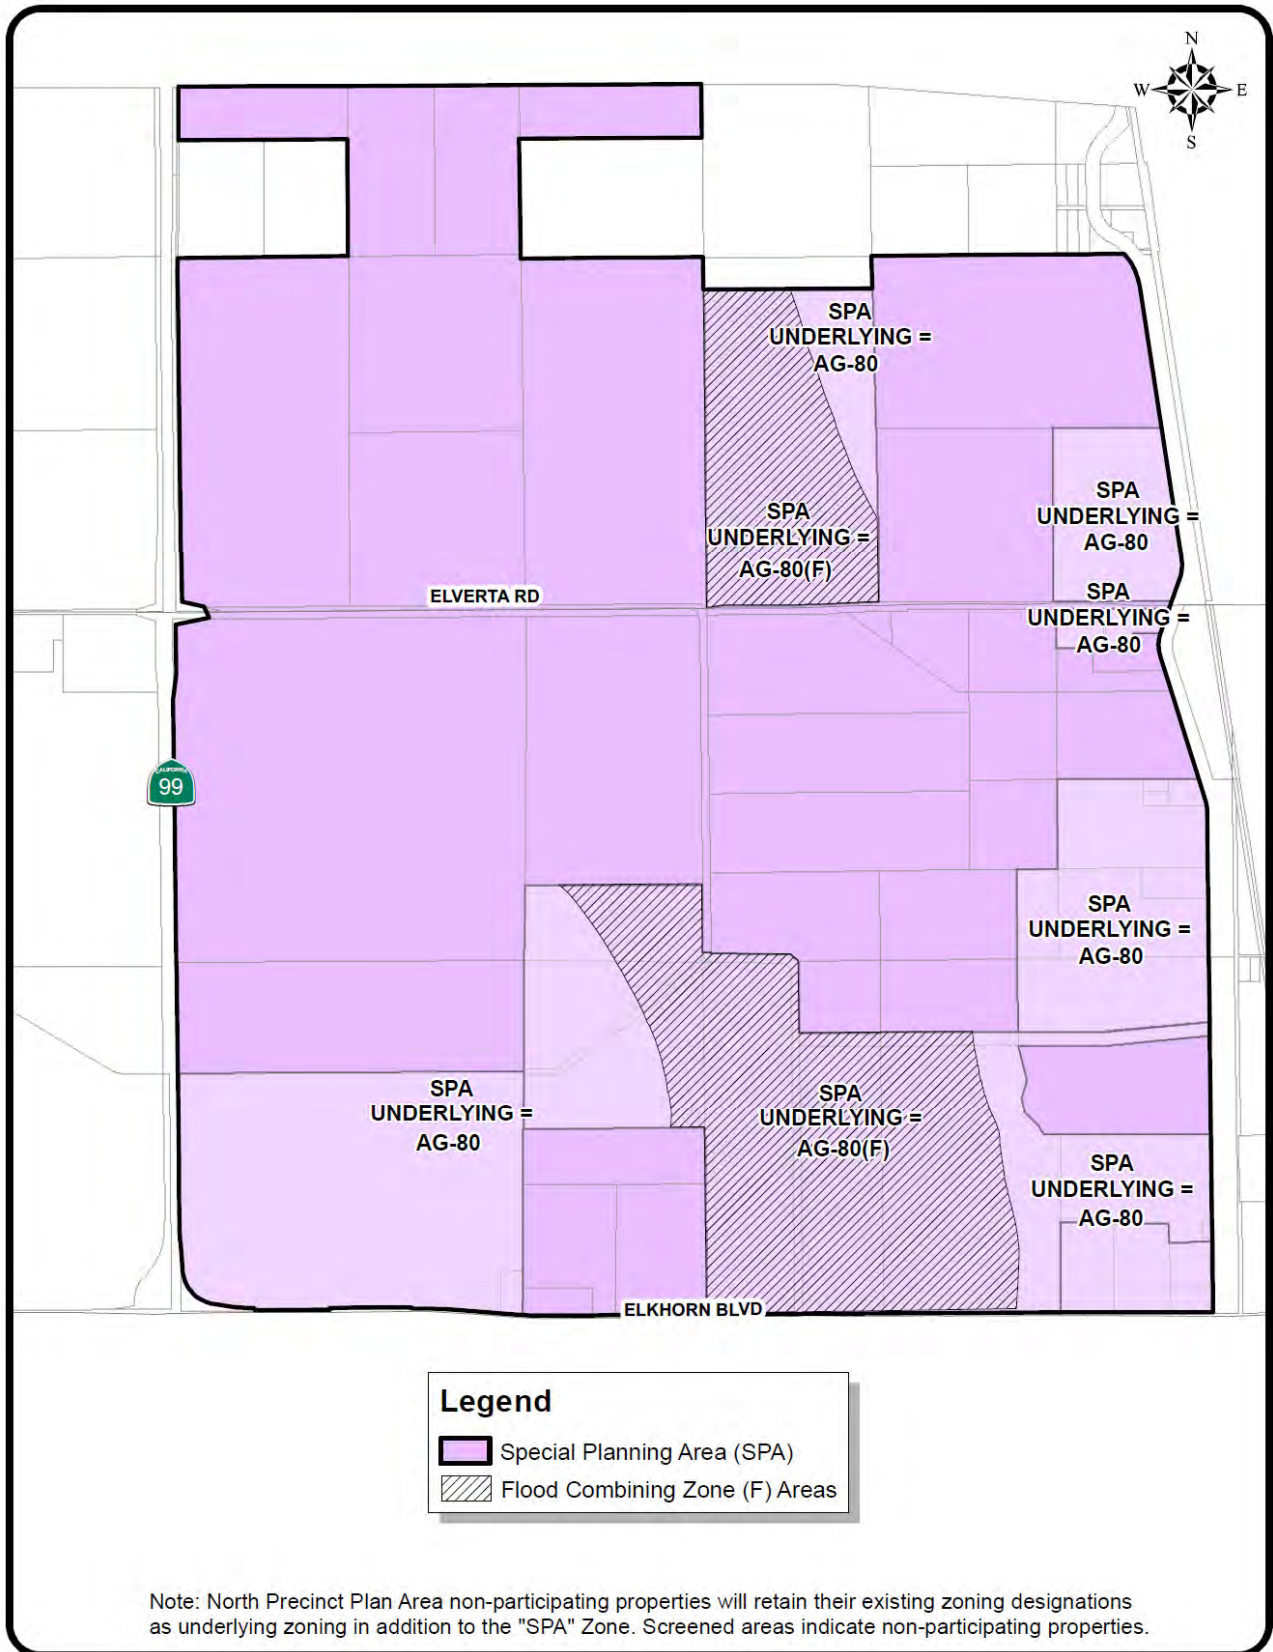 N
W E
S
SPA
UNDERLYING =
AG-80
SPA
UNDERLYING =
AG-80
SPA
UNDERLYING =
AG-80(F)
ELVERTA RD
SPA
UNDERLYING =
AG-80
CALIFORNIA
99
SPA
UNDERLYING =
AG-80
SPA
UNDERLYING =
AG-80
SPA
UNDERLYING =
AG-80(F)
SPA
UNDERLYING =
AG-80
ELKHORN BLVD
Legend
Special Planning Area (SPA)
Flood Combining Zone (F) Areas
Note: North Precinct Plan Area non-participating properties will retain their existing zoning designations
as underlying zoning in addition to the "SPA" Zone. Screened areas indicate non-participating properties.